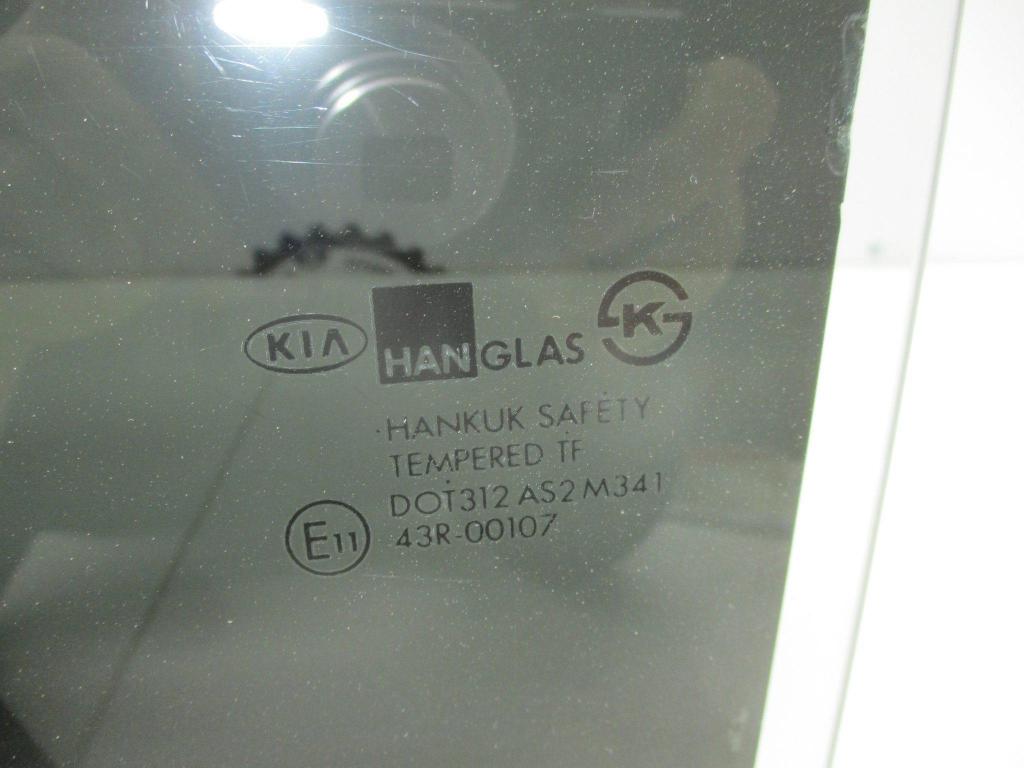 KIA HANGLAS K
HANKUK SAFETY
TEMPERED TF
DOT312 AS2 M341
E11 43R-00107